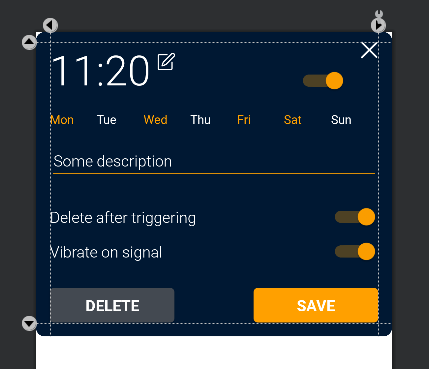 11:20
Mon Tue Wed Thu Fri Sat Sun
Some description
Delete after triggering
Vibrate on signal
DELETE SAVE